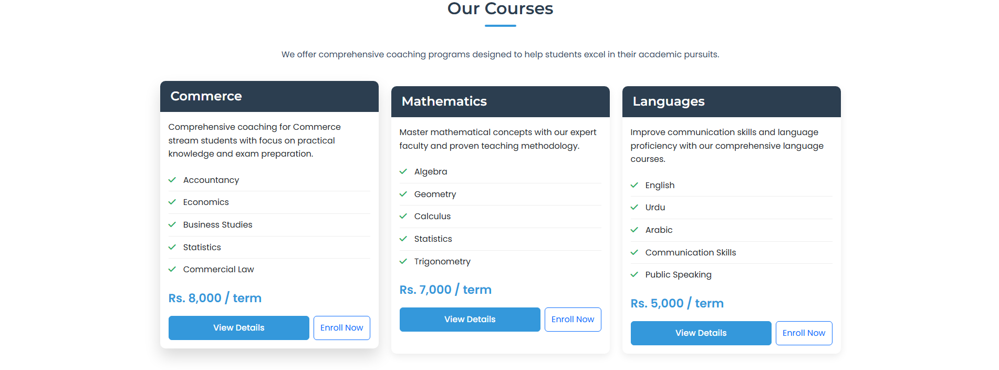 Our Courses
We offer comprehensive coaching programs designed to help students excel in their academic pursuits.
Commerce
Comprehensive coaching for Commerce
stream students with focus on practical
knowledge and exam preparation.
Accountancy
Economics
Business Studies
Statistics
Commercial Law
Rs. 8,000 / term
View Details
Enroll Now
Mathematics
Master mathematical concepts with our expert
faculty and proven teaching methodology.
Algebra
Geometry
Calculus
Statistics
Trigonometry
Rs. 7,000 / term
View Details
Enroll Now
Languages
Improve communication skills and language
proficiency with our comprehensive language
courses.
English
Urdu
Arabic
Communication Skills
Public Speaking
Rs. 5,000 / term
View Details
Enroll Now